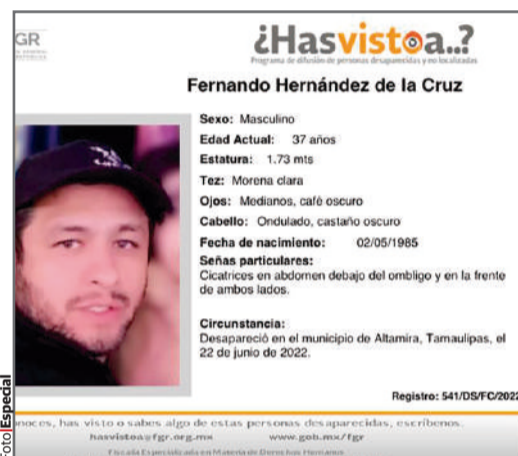 GR
¿Hasvistoa..?
Programa de difusión de personas desaparecidas y no localizadas
Fernando Hernández de la Cruz
Sexo: Masculino
Edad Actual: 37 años
Estatura: 1.73 mts
Tez: Morena clara
Ojos: Medianos, café oscuro
Cabello: Ondulado, castaño oscuro
Fecha de nacimiento: 02/05/1985
Señas particulares:
Cicatrices en abdomen debajo del ombligo y en la frente
de ambos lados.
Circunstancia:
Desapareció en el municipio de Altamira, Tamaulipas, el
22 de junio de 2022.
Registro: 541/DS/FC/2022
onoces, has visto o sabes algo de estas personas desaparecidas, escríbenos.
hasvistoa@fgr.org.mx www.gob.mx/fgr
Fiscalía Especializada en Materia de Derechos Humanos
Foto Especial